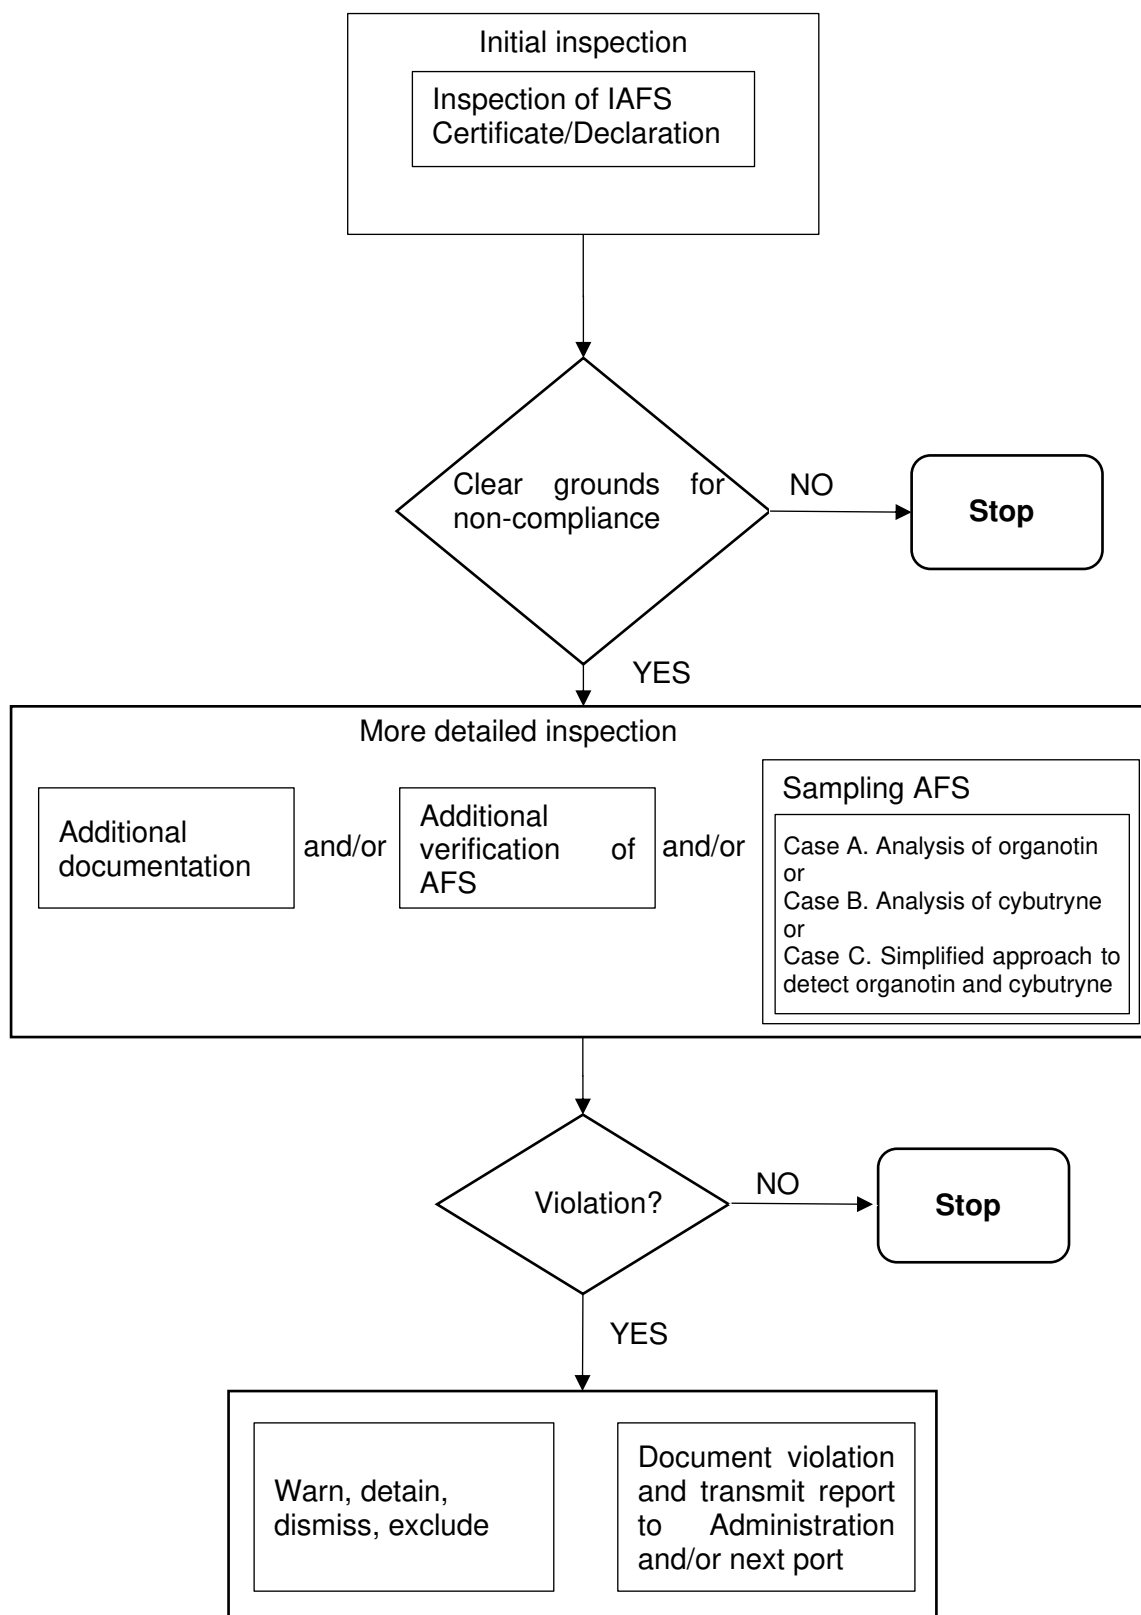 Initial inspection
Inspection of IAFS
Certificate/Declaration
Clear grounds for
non-compliance
NO
Stop
YES
More detailed inspection
Additional
documentation
and/or
Additional
verification of
AFS
and/or
Sampling AFS
Case A. Analysis of organotin
or
Case B. Analysis of cybutryne
or
Case C. Simplified approach to
detect organotin and cybutryne
Violation?
NO
Stop
YES
Warn, detain,
dismiss, exclude
Document violation
and transmit report
to Administration
and/or next port